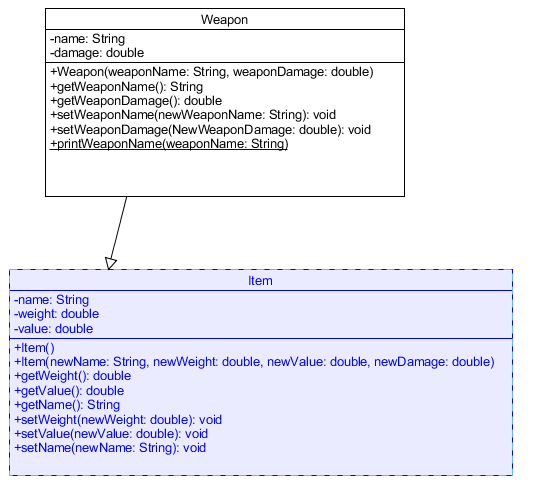 Weapon
-name: String
-damage: double
+Weapon(weaponName: String, weaponDamage: double)
+getWeaponName(): String
+getWeaponDamage(): double
+setWeaponName(newWeaponName: String): void
+setWeaponDamage(NewWeaponDamage: double): void
+printWeaponName(weaponName: String)
Item
-name: String
-weight: double
-value: double
+Item()
+Item(newName: String, newWeight: double, newValue: double, newDamage: double)
+getWeight(): double
+getValue(): double
+getName(): String
+setWeight(newWeight: double): void
+setValue(newValue: double): void
+setName(newName: String): void